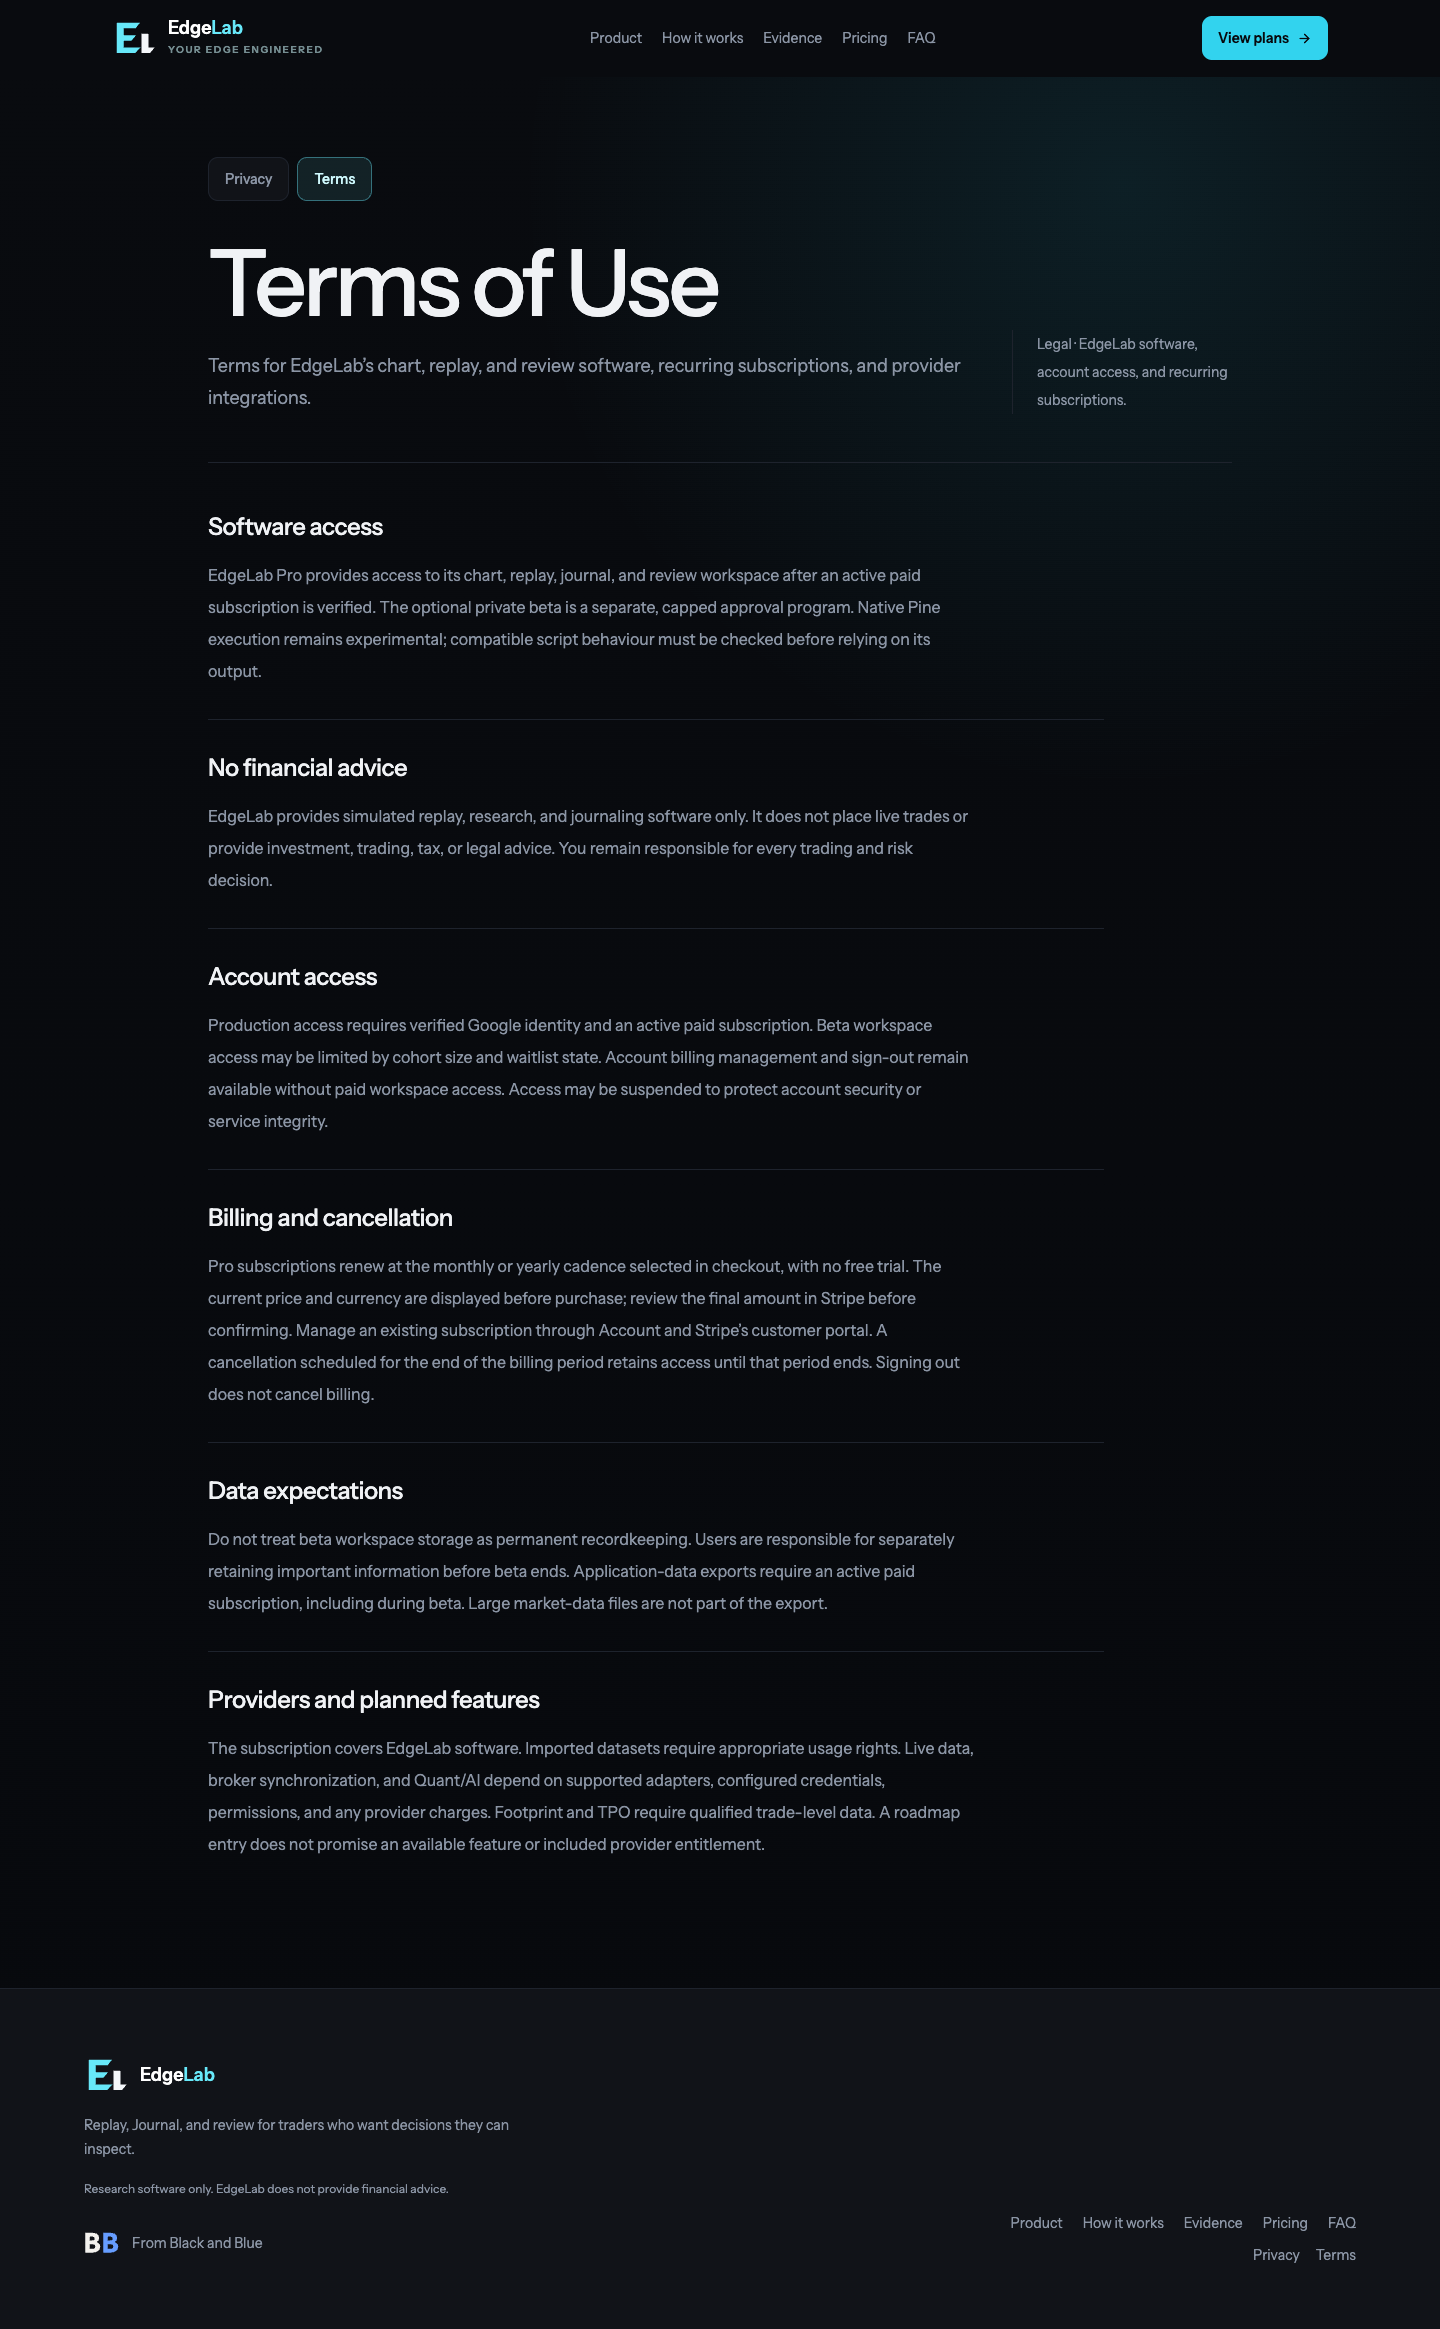 EdgeLab
YOUR EDGE ENGINEERED
Product
How it works
Evidence
Pricing
FAQ
View plans
Privacy
Terms
Terms of Use
Terms for EdgeLab’s chart, replay, and review software, recurring subscriptions, and provider
integrations.
Legal · EdgeLab software,
account access, and recurring
subscriptions.
Software access
EdgeLab Pro provides access to its chart, replay, journal, and review workspace after an active paid
subscription is verified. The optional private beta is a separate, capped approval program. Native Pine
execution remains experimental; compatible script behaviour must be checked before relying on its
output.
No financial advice
EdgeLab provides simulated replay, research, and journaling software only. It does not place live trades or
provide investment, trading, tax, or legal advice. You remain responsible for every trading and risk
decision.
Account access
Production access requires verified Google identity and an active paid subscription. Beta workspace
access may be limited by cohort size and waitlist state. Account billing management and sign-out remain
available without paid workspace access. Access may be suspended to protect account security or
service integrity.
Billing and cancellation
Pro subscriptions renew at the monthly or yearly cadence selected in checkout, with no free trial. The
current price and currency are displayed before purchase; review the final amount in Stripe before
confirming. Manage an existing subscription through Account and Stripe’s customer portal. A
cancellation scheduled for the end of the billing period retains access until that period ends. Signing out
does not cancel billing.
Data expectations
Do not treat beta workspace storage as permanent recordkeeping. Users are responsible for separately
retaining important information before beta ends. Application-data exports require an active paid
subscription, including during beta. Large market-data files are not part of the export.
Providers and planned features
The subscription covers EdgeLab software. Imported datasets require appropriate usage rights. Live data,
broker synchronization, and Quant/AI depend on supported adapters, configured credentials,
permissions, and any provider charges. Footprint and TPO require qualified trade-level data. A roadmap
entry does not promise an available feature or included provider entitlement.
EdgeLab
Replay, Journal, and review for traders who want decisions they can
inspect.
Research software only. EdgeLab does not provide financial advice.
BB From Black and Blue
Product
How it works
Evidence
Pricing
FAQ
Privacy
Terms